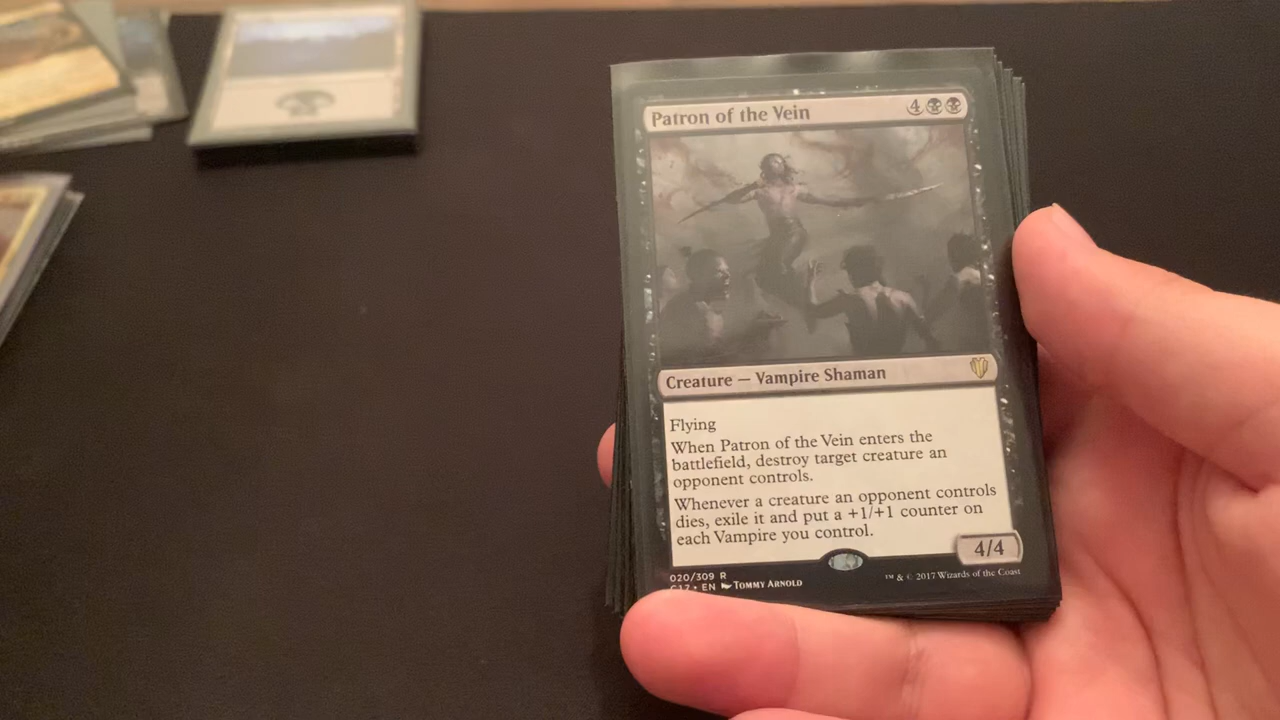 Patron of the Vein 4
Creature — Vampire Shaman
Flying
When Patron of the Vein enters the
battlefield, destroy target creature an
opponent controls.
Whenever a creature an opponent controls
dies, exile it and put a +1/+1 counter on
each Vampire you control.
4/4
020/309 R
C17 • EN TOMMY ARNOLD
™ & © 2017 Wizards of the Coast